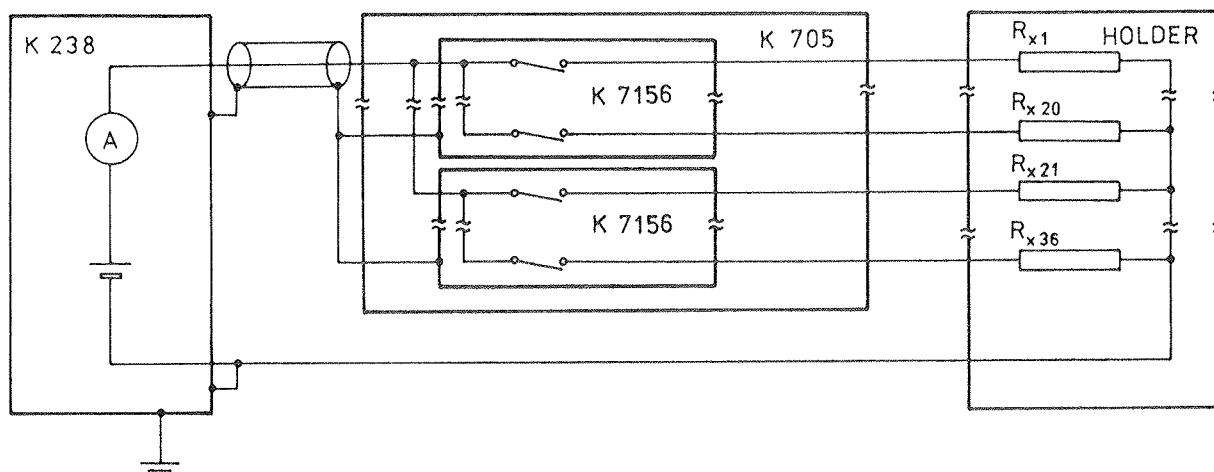 K 238
A
K 705
K 7156
K 7156
HOLDER
Rx1
Rx20
Rx21
Rx36